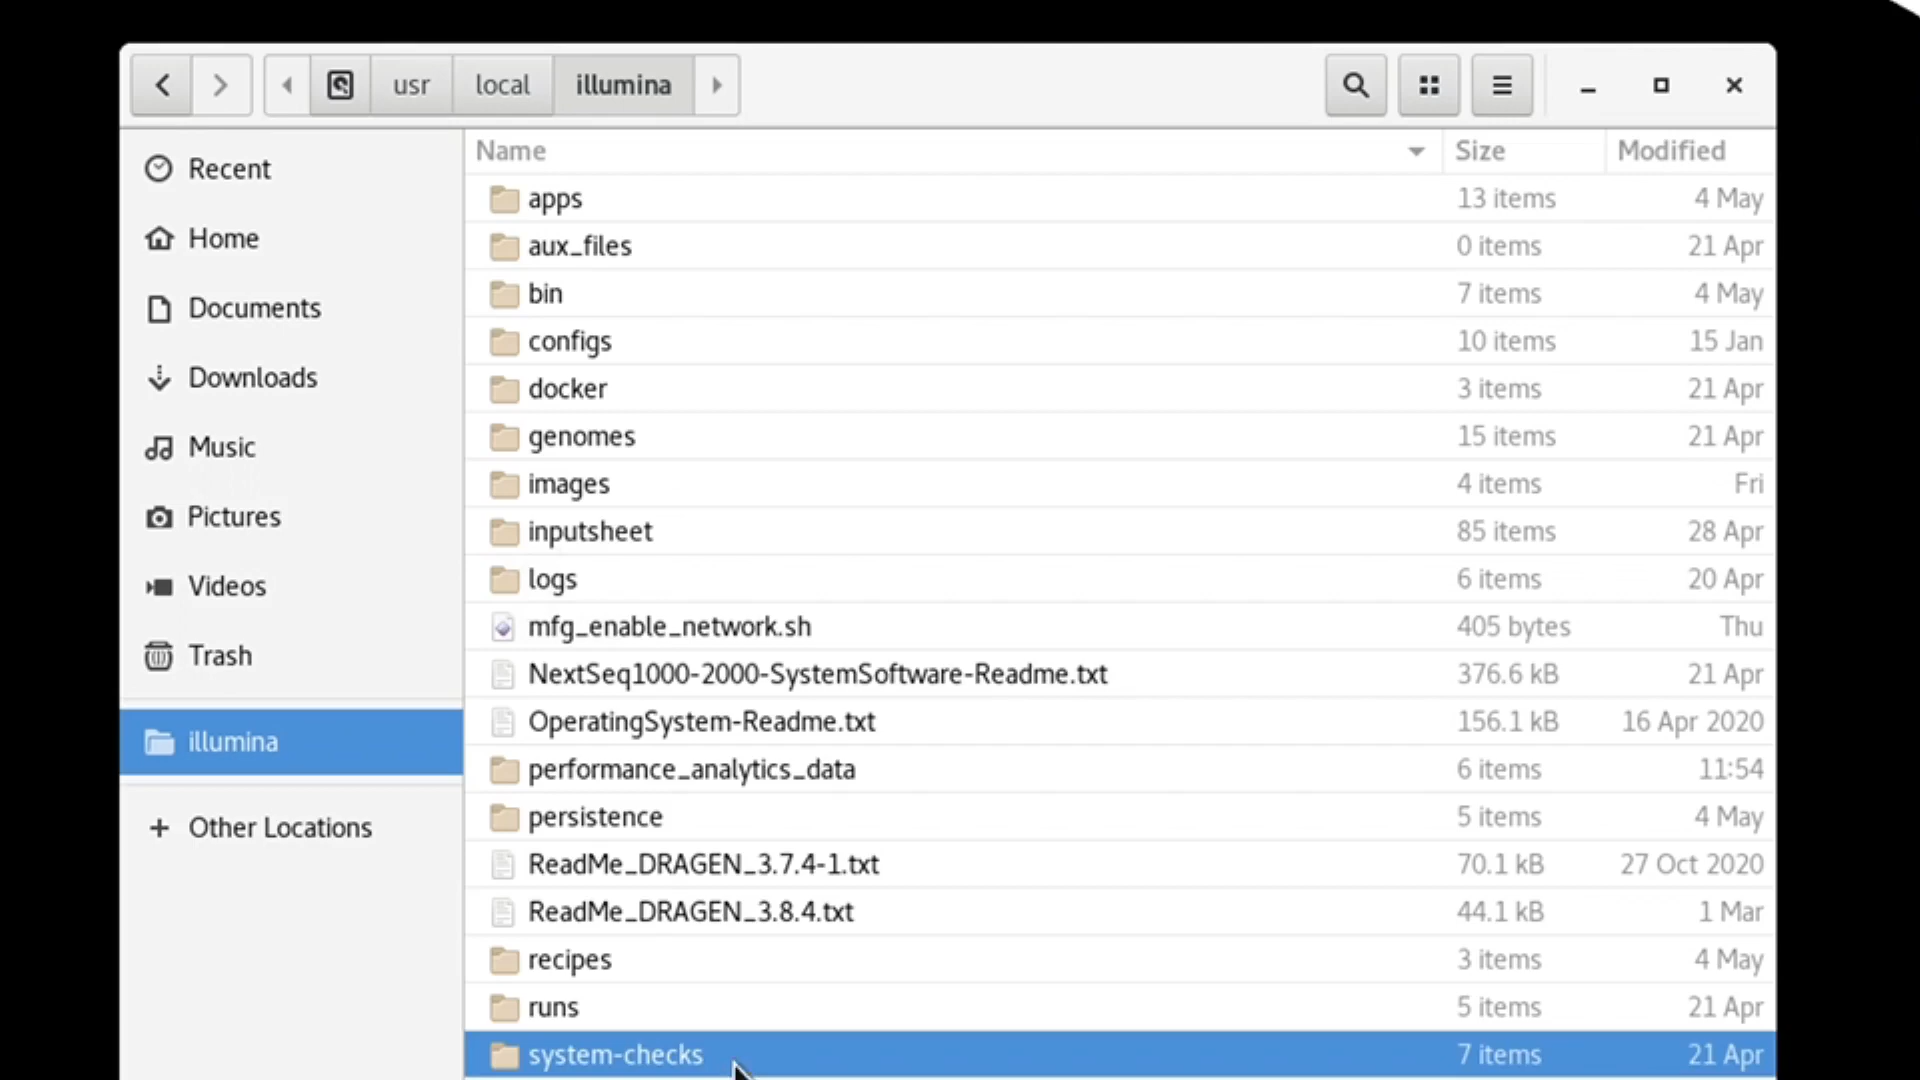 usr local illumina
Name Size Modified
Recent
Home
Documents
Downloads
Music
Pictures
Videos
Trash
illumina
Other Locations
apps 13 items 4 May
aux_files 0 items 21 Apr
bin 7 items 4 May
configs 10 items 15 Jan
docker 3 items 21 Apr
genomes 15 items 21 Apr
images 4 items Fri
inputsheet 85 items 28 Apr
logs 6 items 20 Apr
mfg_enable_network.sh 405 bytes Thu
NextSeq1000-2000-SystemSoftware-Readme.txt 376.6 kB 21 Apr
OperatingSystem-Readme.txt 156.1 kB 16 Apr 2020
performance_analytics_data 6 items 11:54
persistence 5 items 4 May
ReadMe_DRAGEN_3.7.4-1.txt 70.1 kB 27 Oct 2020
ReadMe_DRAGEN_3.8.4.txt 44.1 kB 1 Mar
recipes 3 items 4 May
runs 5 items 21 Apr
system-checks 7 items 21 Apr